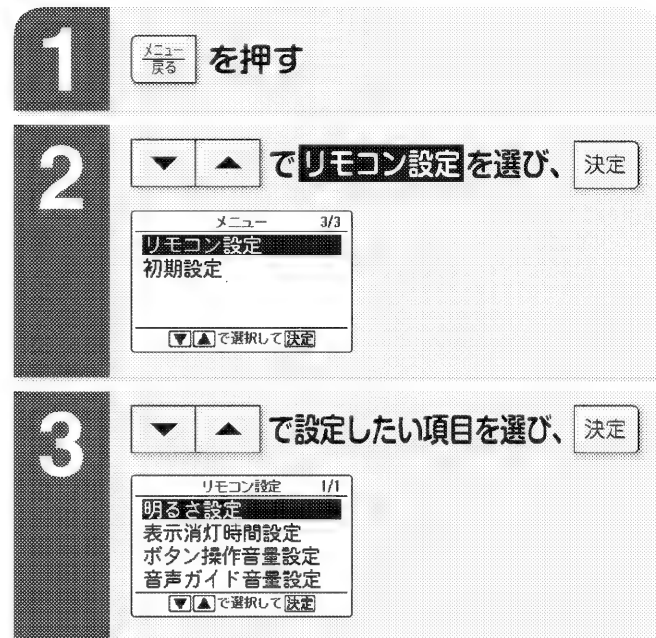 1
メニュー
戻る を押す
2
▼ ▲ で リモコン設定 を選び、 決定
メニュー 3/3
リモコン設定
初期設定
▼▲で選択して決定
3
▼ ▲ で設定したい項目を選び、 決定
リモコン設定 1/1
明るさ設定
表示消灯時間設定
ボタン操作音量設定
音声ガイド音量設定
▼▲で選択して決定